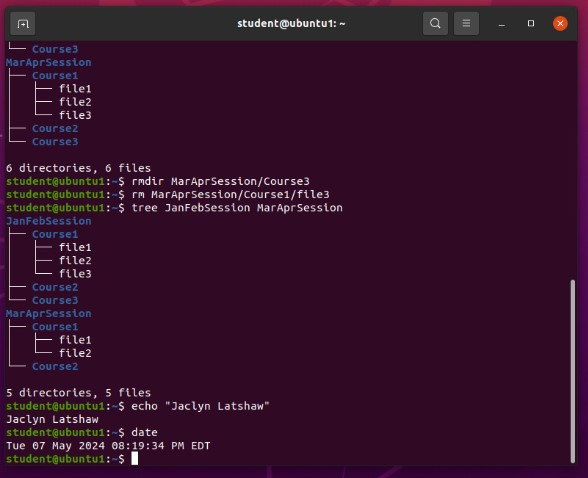 student@ubuntu1: ~
└── Course3
MarAprSession
├── Course1
│   ├── file1
│   ├── file2
│   └── file3
├── Course2
└── Course3

6 directories, 6 files
student@ubuntu1:~$ rmdir MarAprSession/Course3
student@ubuntu1:~$ rm MarAprSession/Course1/file3
student@ubuntu1:~$ tree JanFebSession MarAprSession
JanFebSession
├── Course1
│   ├── file1
│   ├── file2
│   └── file3
├── Course2
└── Course3
MarAprSession
├── Course1
│   ├── file1
│   └── file2
└── Course2

5 directories, 5 files
student@ubuntu1:~$ echo "Jaclyn Latshaw"
Jaclyn Latshaw
student@ubuntu1:~$ date
Tue 07 May 2024 08:19:34 PM EDT
student@ubuntu1:~$